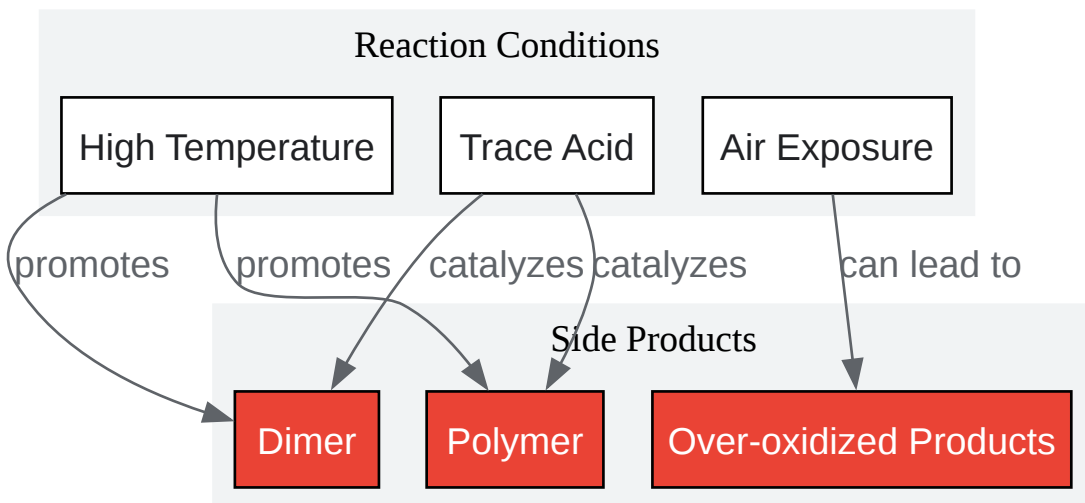 Reaction Conditions
High Temperature
Trace Acid
Air Exposure
promotes
promotes
catalyzes
catalyzes
can lead to
Side Products
Dimer
Polymer
Over-oxidized Products